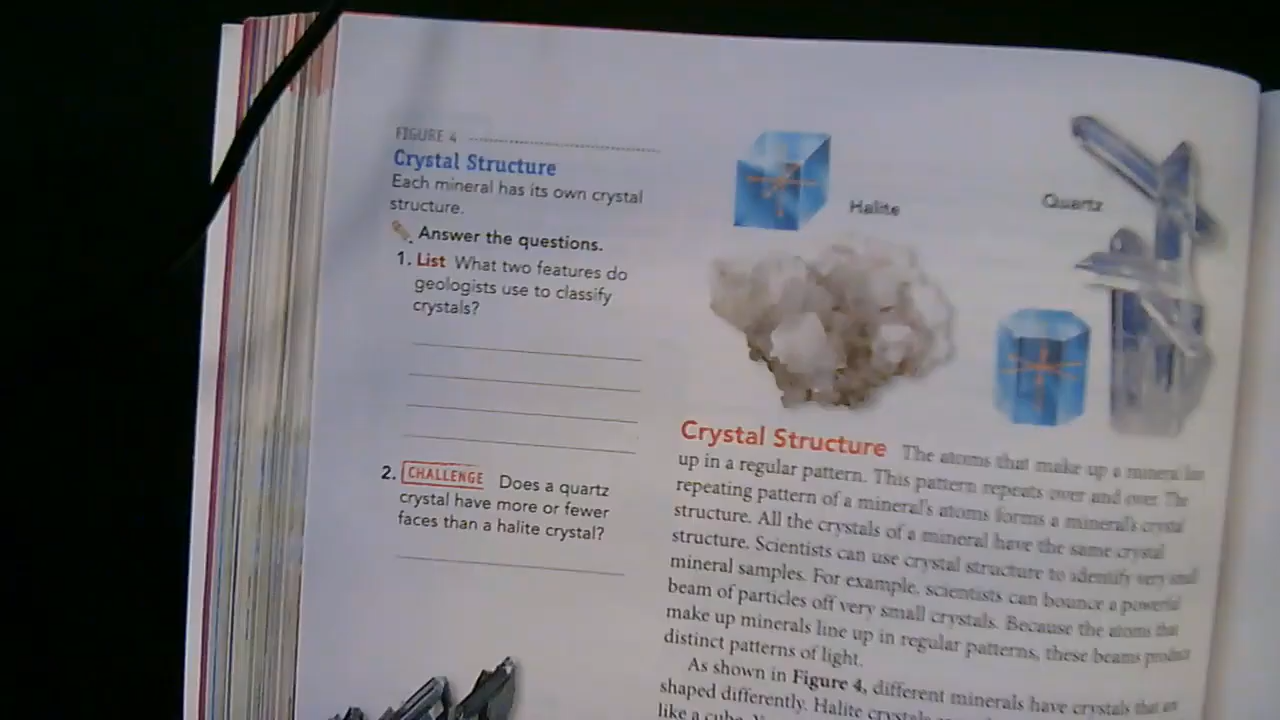 FIGURE 4
Crystal Structure
Each mineral has its own crystal
structure.
Answer the questions.
1. List What two features do
geologists use to classify
crystals?
2. CHALLENGE Does a quartz
crystal have more or fewer
faces than a halite crystal?
Halite
Quartz
Crystal Structure The atoms that make up a mineral line
up in a regular pattern. This pattern repeats over and over. The
repeating pattern of a mineral's atoms forms a mineral's crystal
structure. All the crystals of a mineral have the same crystal
structure. Scientists can use crystal structure to identify very small
mineral samples. For example, scientists can bounce a powerful
beam of particles off very small crystals. Because the atoms that
make up minerals line up in regular patterns, these beams produce
distinct patterns of light.
As shown in Figure 4, different minerals have crystals that are
shaped differently. Halite
like a cube.